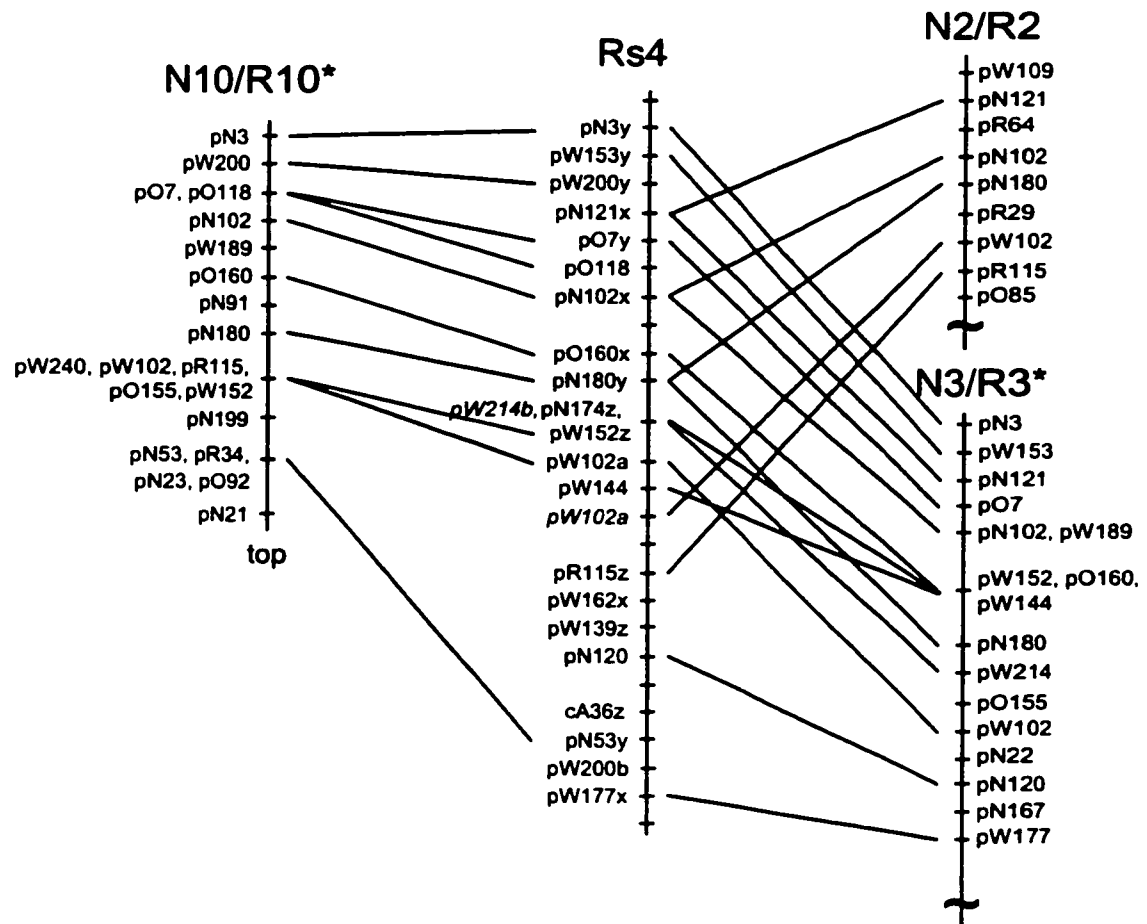 N10/R10*
pN3
pW200
pO7, pO118
pN102
pW189
pO160
pN91
pN180
pW240, pW102, pR115,
pO155, pW152
pN199
pN53, pR34,
pN23, pO92
pN21
top
Rs4
pN3y
pW153y
pW200y
pN121x
pO7y
pO118
pN102x
pO160x
pN180y
pW214b, pN174z,
pW152z
pW102a
pW144
pW102a
pR115z
pW162x
pW139z
pN120
cA36z
pN53y
pW200b
pW177x
N2/R2
pW109
pN121
pR64
pN102
pN180
pR29
pW102
pR115
pO85
N3/R3*
pN3
pW153
pN121
pO7
pN102, pW189
pW152, pO160,
pW144
pN180
pW214
pO155
pW102
pN22
pN120
pN167
pW177